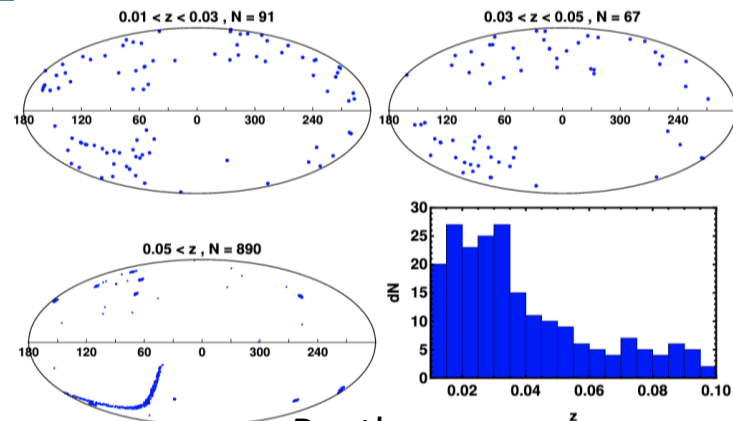 0.01 < z < 0.03 , N = 91
180 120 60 0 300 240
0.03 < z < 0.05 , N = 67
180 120 60 0 300 240
0.05 < z , N = 890
180 120 60 0 300 240
30
25
20
15
10
5
0
dN
0.02 0.04 0.06 0.08 0.10
z